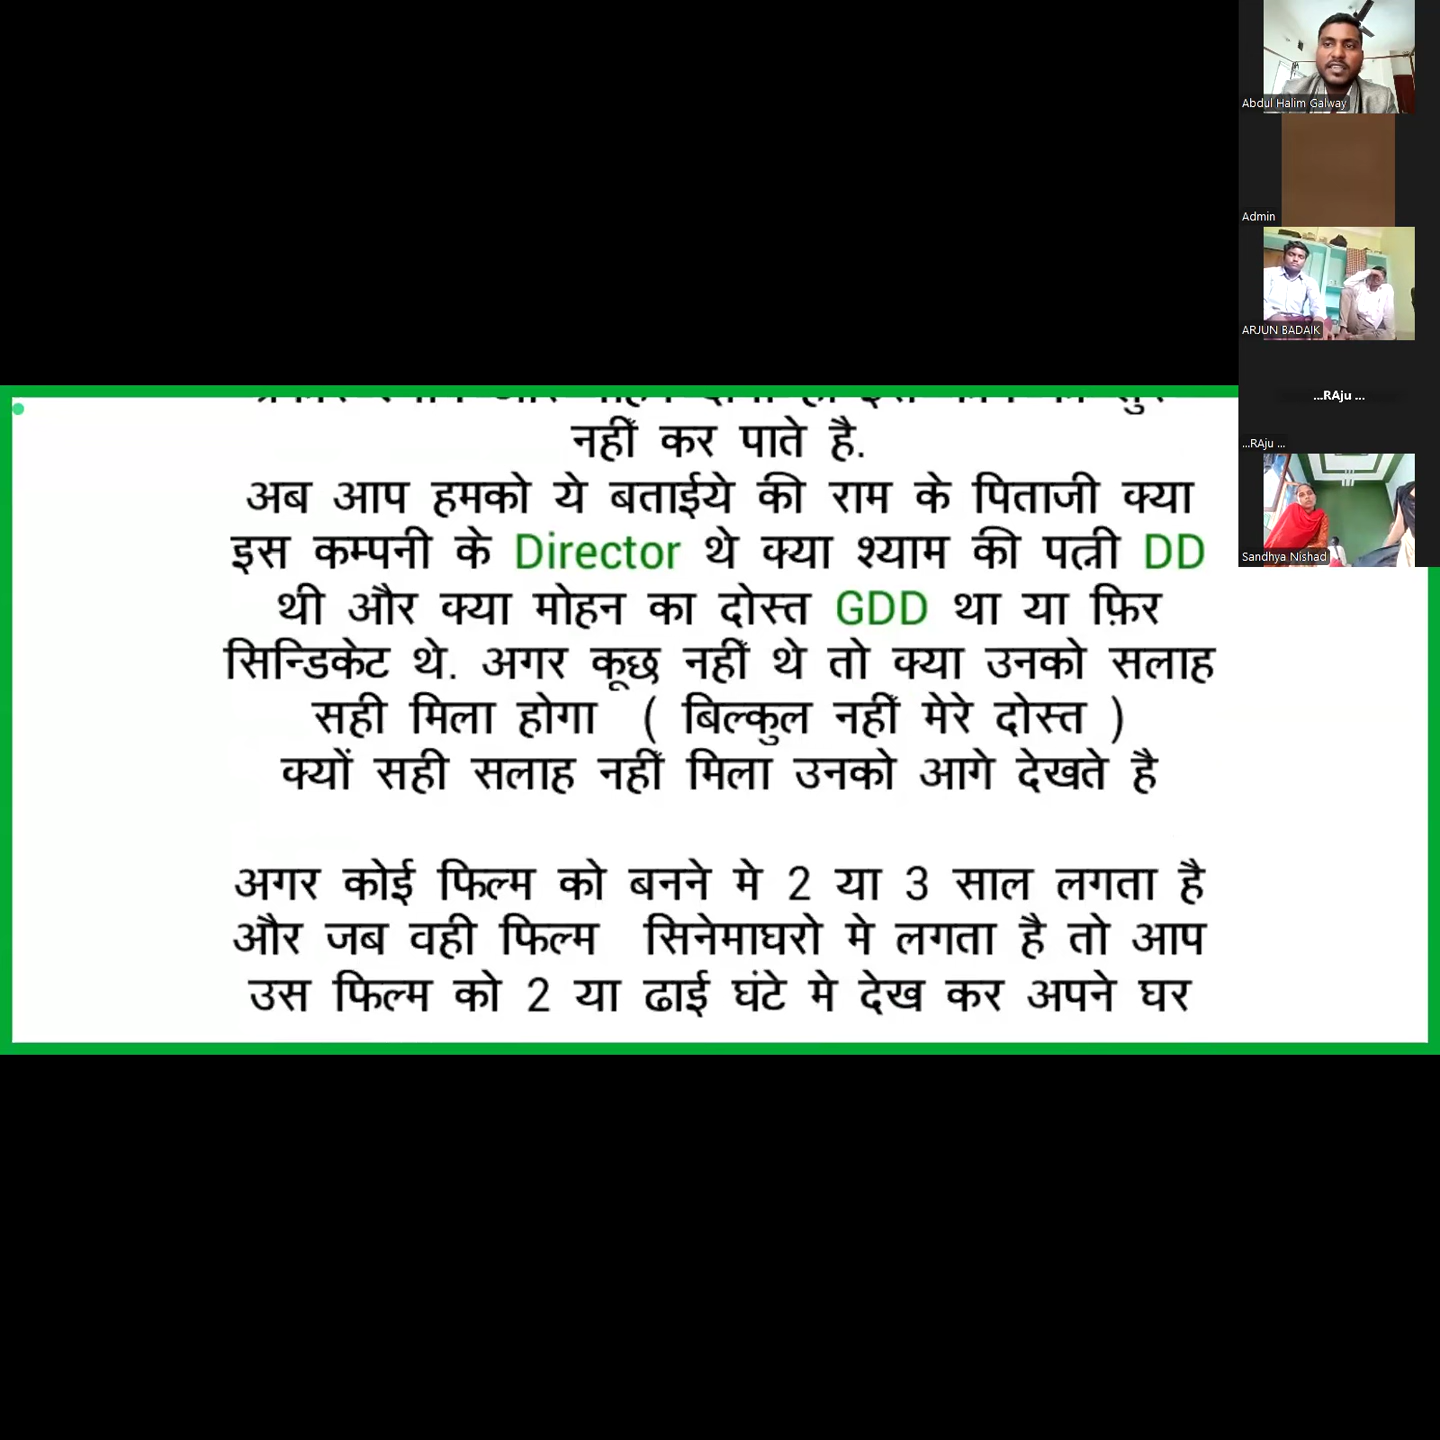 नहीं कर पाते है.
अब आप हमको ये बताईये की राम के पिताजी क्या
इस कम्पनी के Director थे क्या श्याम की पत्नी DD
थी और क्या मोहन का दोस्त GDD था या फ़िर
सिन्डिकेट थे. अगर कूछ नहीं थे तो क्या उनको सलाह
सही मिला होगा ( बिल्कुल नहीं मेरे दोस्त )
क्यों सही सलाह नहीं मिला उनको आगे देखते है
अगर कोई फिल्म को बनने मे 2 या 3 साल लगता है
और जब वही फिल्म सिनेमाघरो मे लगता है तो आप
उस फिल्म को 2 या ढाई घंटे मे देख कर अपने घर
Abdul Halim Galway
Admin
ARJUN BADAIK
...RAju ...
...RAju ...
Sandhya Nishad